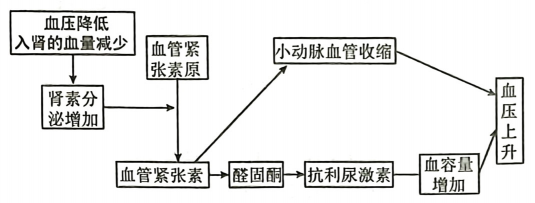 血压降低
入肾的血量减少
血管紧
张素原
小动脉血管收缩
肾素分
泌增加
血压上升
血管紧张素
醛固酮
抗利尿激素
血容量
增加